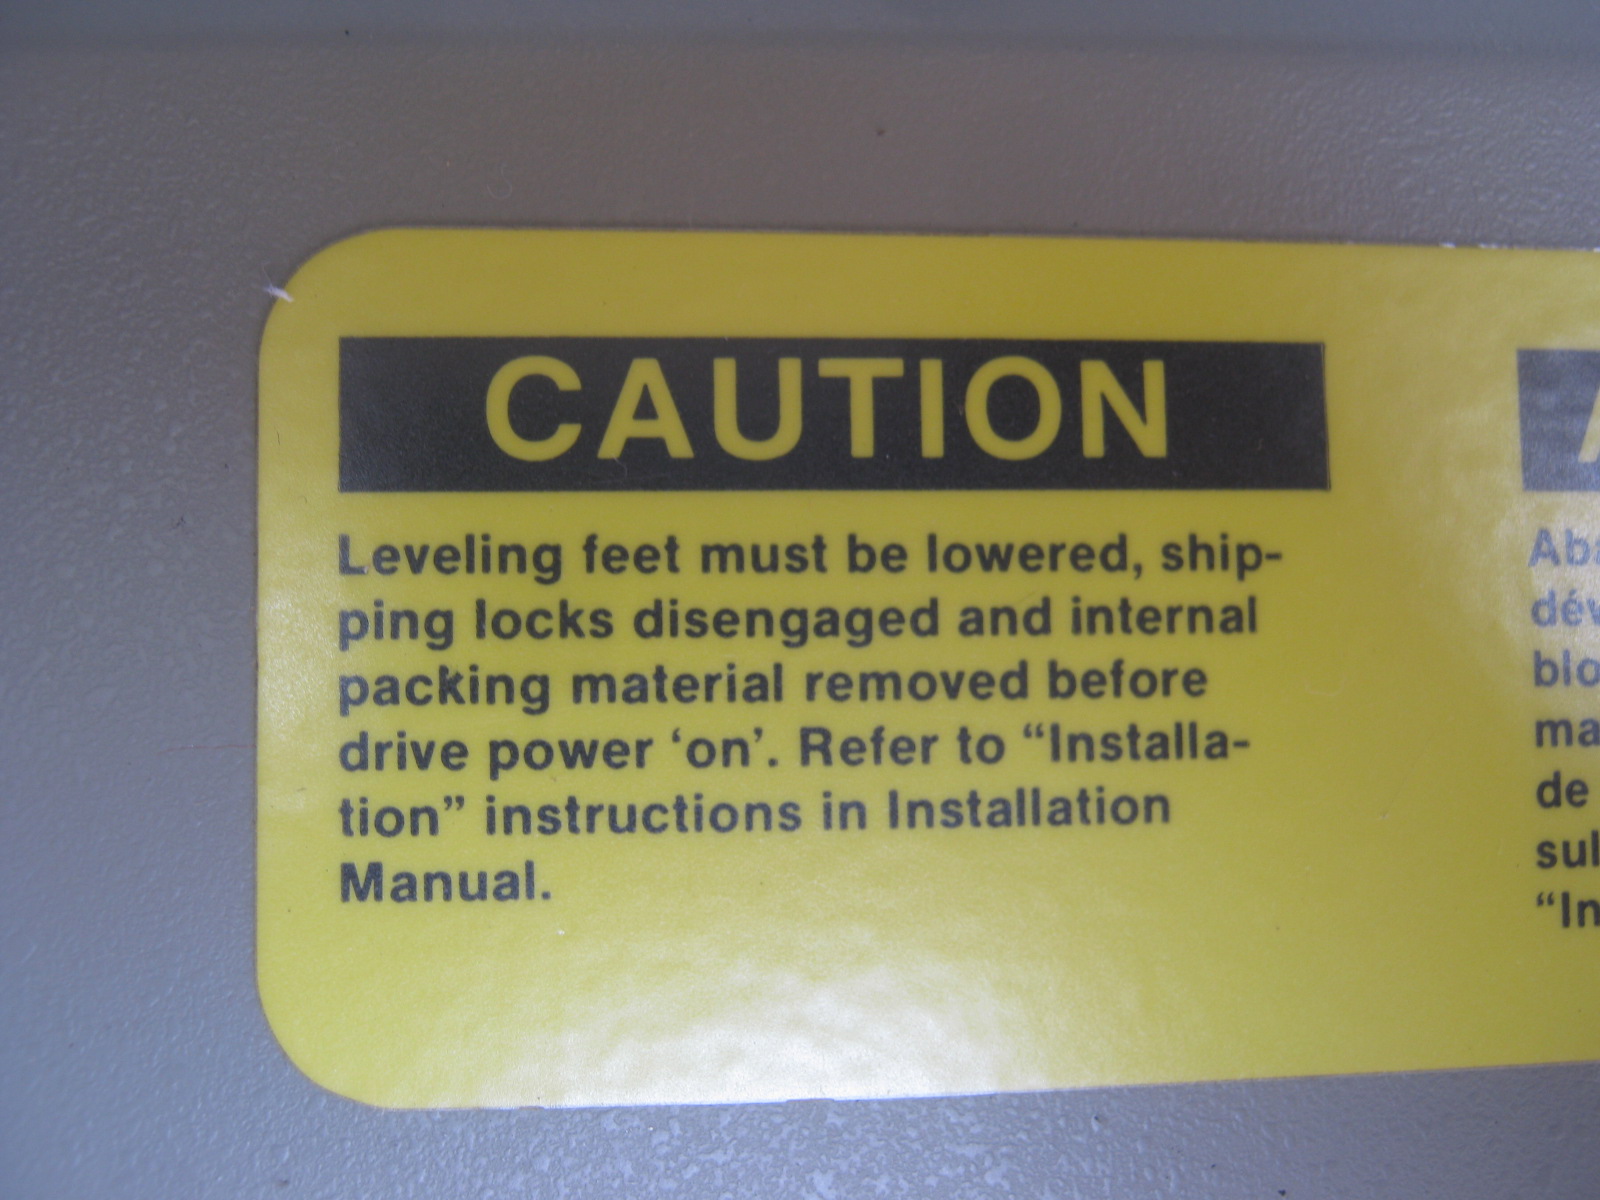 CAUTION
Leveling feet must be lowered, ship-
ping locks disengaged and internal
packing material removed before
drive power ‘on’. Refer to “Installa-
tion” instructions in Installation
Manual.
de